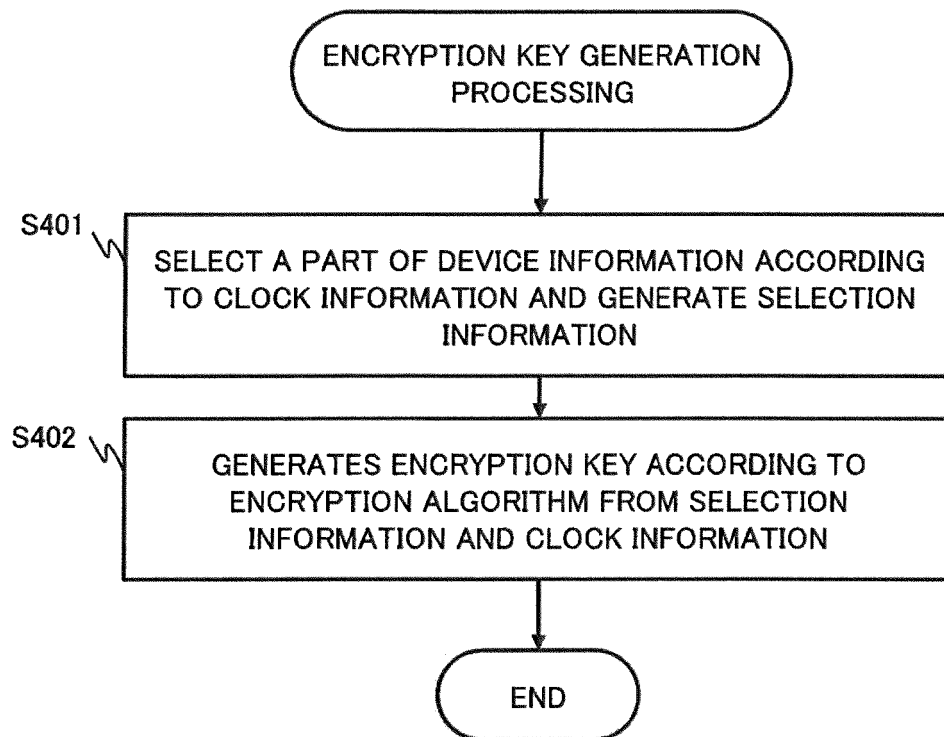 ENCRYPTION KEY GENERATION
PROCESSING
S401
SELECT A PART OF DEVICE INFORMATION ACCORDING
TO CLOCK INFORMATION AND GENERATE SELECTION
INFORMATION
S402
GENERATES ENCRYPTION KEY ACCORDING TO
ENCRYPTION ALGORITHM FROM SELECTION
INFORMATION AND CLOCK INFORMATION
END